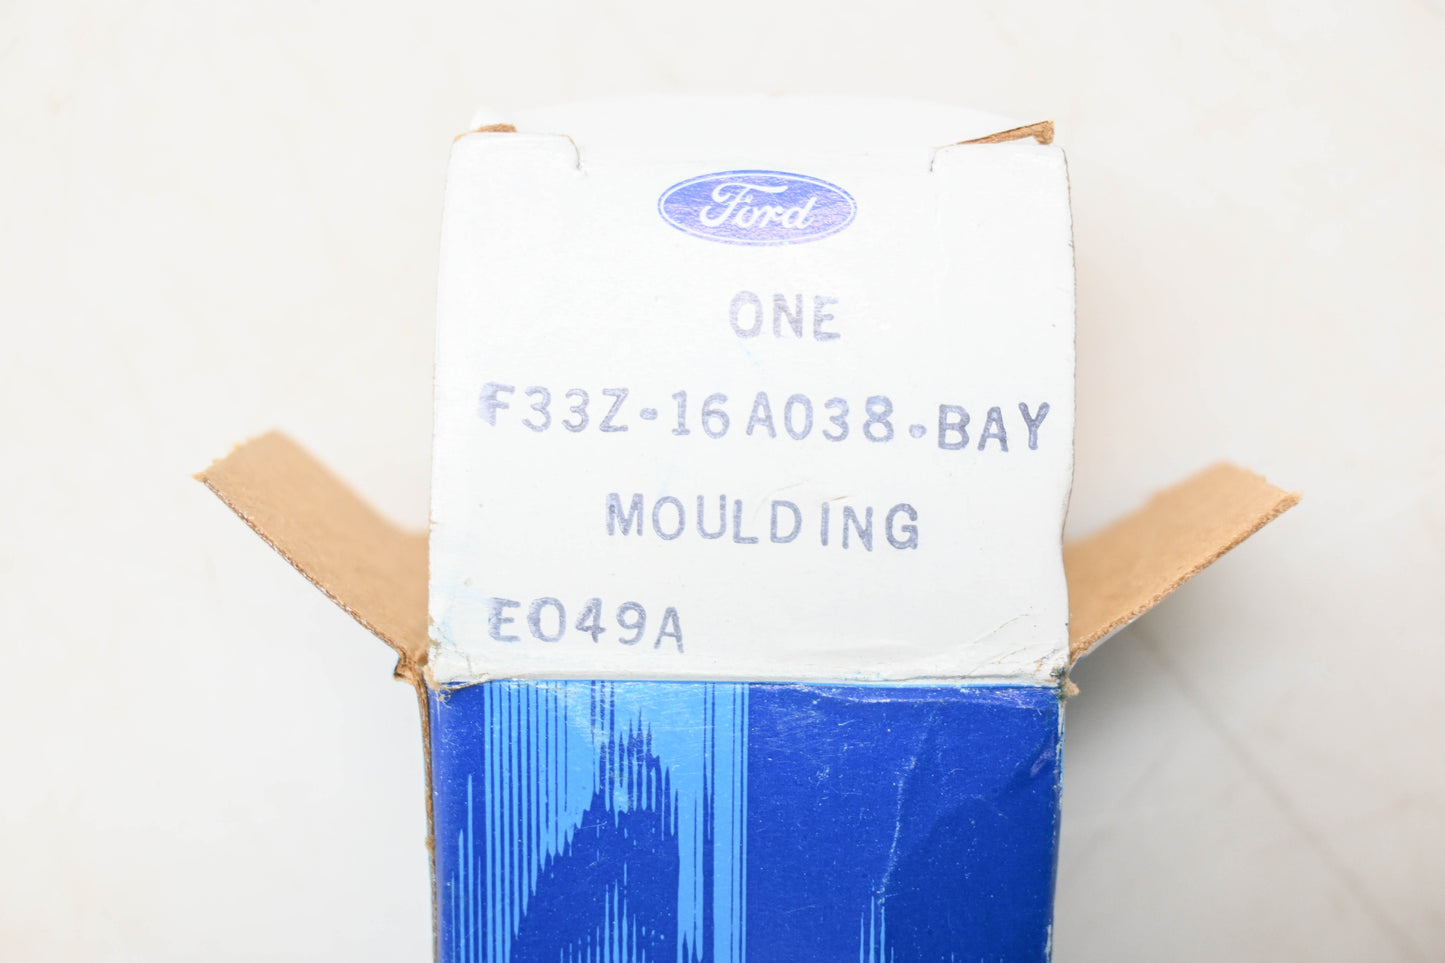 Ford
ONE
F33Z-16A038-BAY
MOULDING
E049A